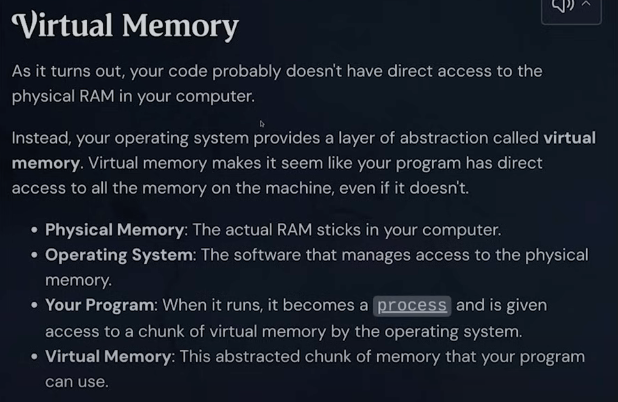 Virtual Memory
As it turns out, your code probably doesn't have direct access to the
physical RAM in your computer.
Instead, your operating system provides a layer of abstraction called virtual
memory. Virtual memory makes it seem like your program has direct
access to all the memory on the machine, even if it doesn't.
• Physical Memory: The actual RAM sticks in your computer.
• Operating System: The software that manages access to the physical
memory.
• Your Program: When it runs, it becomes a process and is given
access to a chunk of virtual memory by the operating system.
• Virtual Memory: This abstracted chunk of memory that your program
can use.